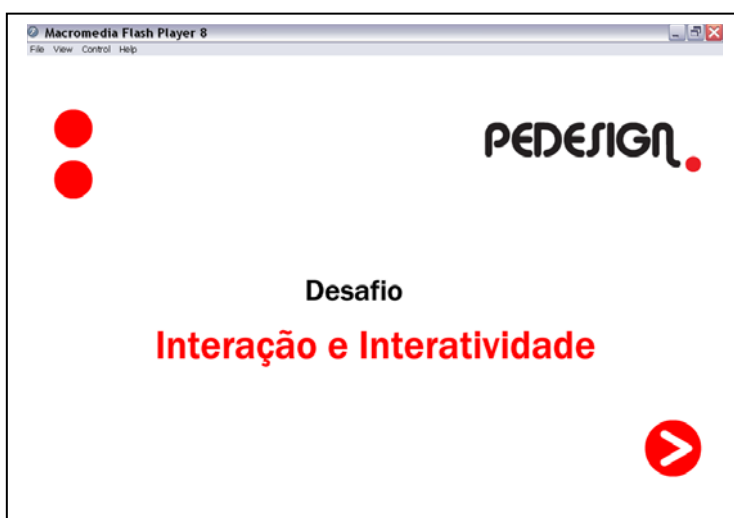 Macromedia Flash Player 8
File View Control Help
PEDESIGN.
Desafio
Interação e Interatividade